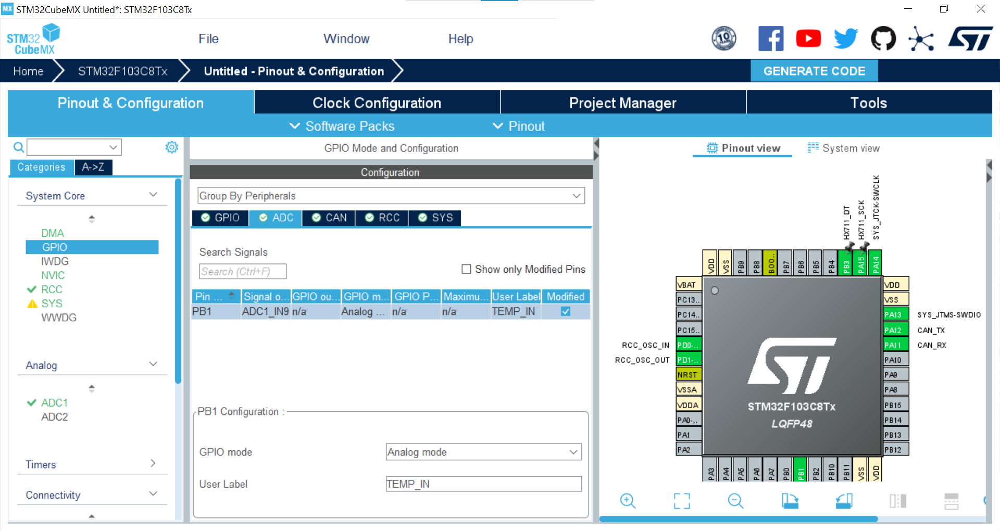 MX STM32CubeMX Untitled*: STM32F103C8Tx
STM32
CubeMX
File
Window
Help
10
Home
STM32F103C8Tx
Untitled - Pinout & Configuration
GENERATE CODE
Pinout & Configuration
Clock Configuration
Project Manager
Tools
Software Packs
Pinout
GPIO Mode and Configuration
Pinout view
System view
Categories
A->Z
Configuration
System Core
DMA
GPIO
IWDG
NVIC
RCC
SYS
WWDG
Analog
ADC1
ADC2
Timers
Connectivity
Group By Peripherals
GPIO
ADC
CAN
RCC
SYS
Search Signals
Search (Ctrl+F)
Show only Modified Pins
Pin ...
Signal o...
GPIO ou...
GPIO m...
GPIO P...
Maximu...
User Label
Modified
PB1
ADC1_IN9
n/a
Analog ...
n/a
n/a
TEMP_IN
PB1 Configuration :
GPIO mode
Analog mode
User Label
TEMP_IN
HX711_DT
HX711_SCK
SYS_JTCK-SWCLK
VDD
VSS
PB9
PB8
BOO..
PB7
PB6
PB5
PB4
PB3
PA15
PA14
VBAT
PC13..
PC14..
PC15..
RCC_OSC_IN
PD0-..
RCC_OSC_OUT
PD1-..
NRST
VSSA
VDDA
PA0-..
PA1
PA2
VDD
VSS
PA13
SYS_JTMS-SWDIO
PA12
CAN_TX
PA11
CAN_RX
PA10
PA9
PA8
PB15
PB14
PB13
PB12
ST
STM32F103C8Tx
LQFP48
PA3
PA4
PA5
PA6
PA7
PB0
PB1
PB2
PB10
PB11
VSS
VDD